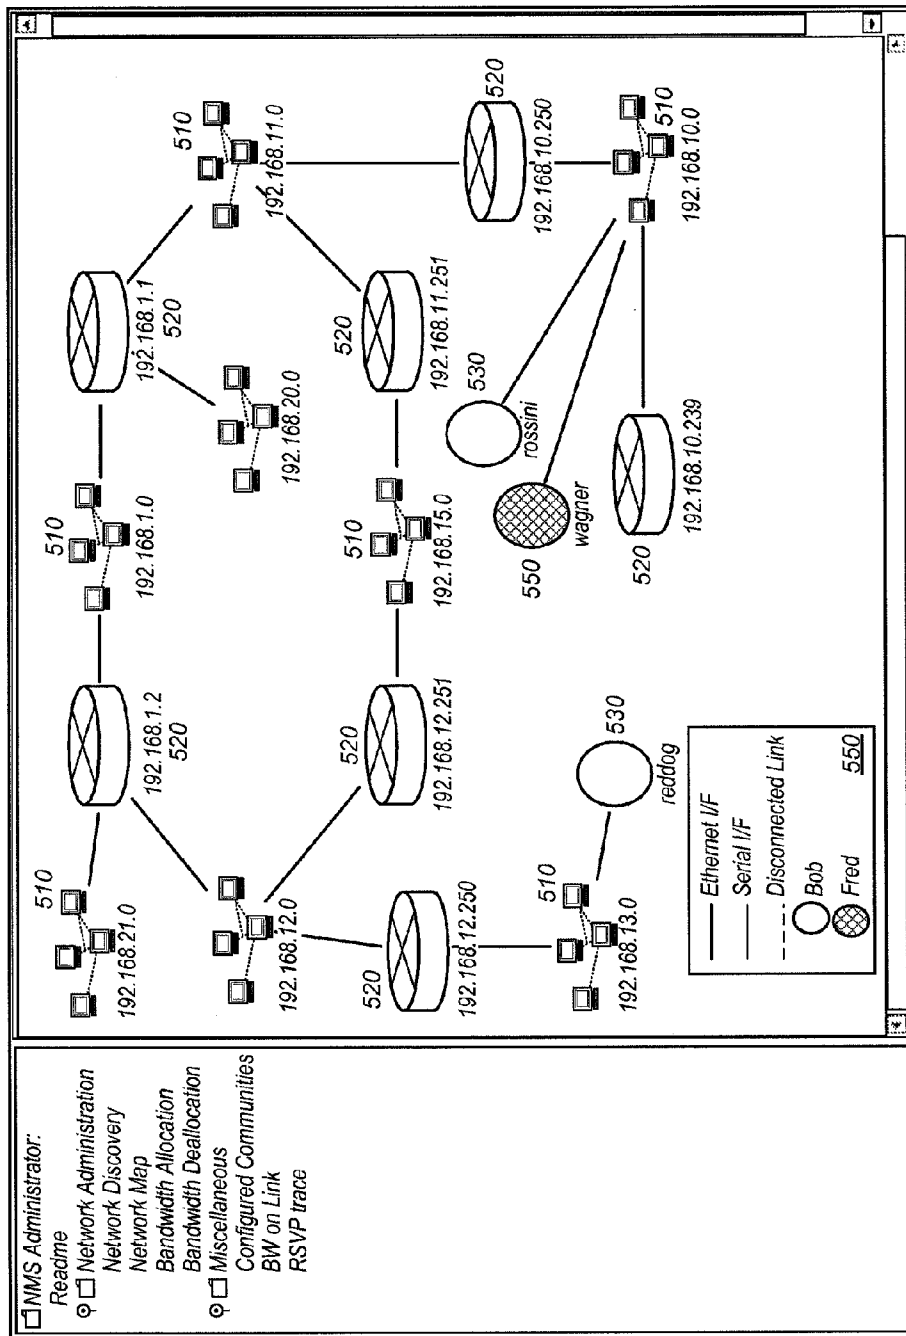 NMS Administrator:
Readme
Network Administration
Network Discovery
Network Map
Bandwidth Allocation
Bandwidth Deallocation
Miscellaneous
Configured Communities
BW on Link
RSVP trace
510
192.168.21.0
192.168.1.2
520
510
192.168.1.0
192.168.1.1
520
510
192.168.11.0
192.168.20.0
192.168.12.0
520
192.168.12.251
510
192.168.15.0
520
192.168.11.251
520
192.168.12.250
530
rossini
520
192.168.10.250
550
wagner
510
192.168.13.0
530
reddog
520
192.168.10.239
510
192.168.10.0
Ethernet I/F
Serial I/F
Disconnected Link
Bob
Fred
550